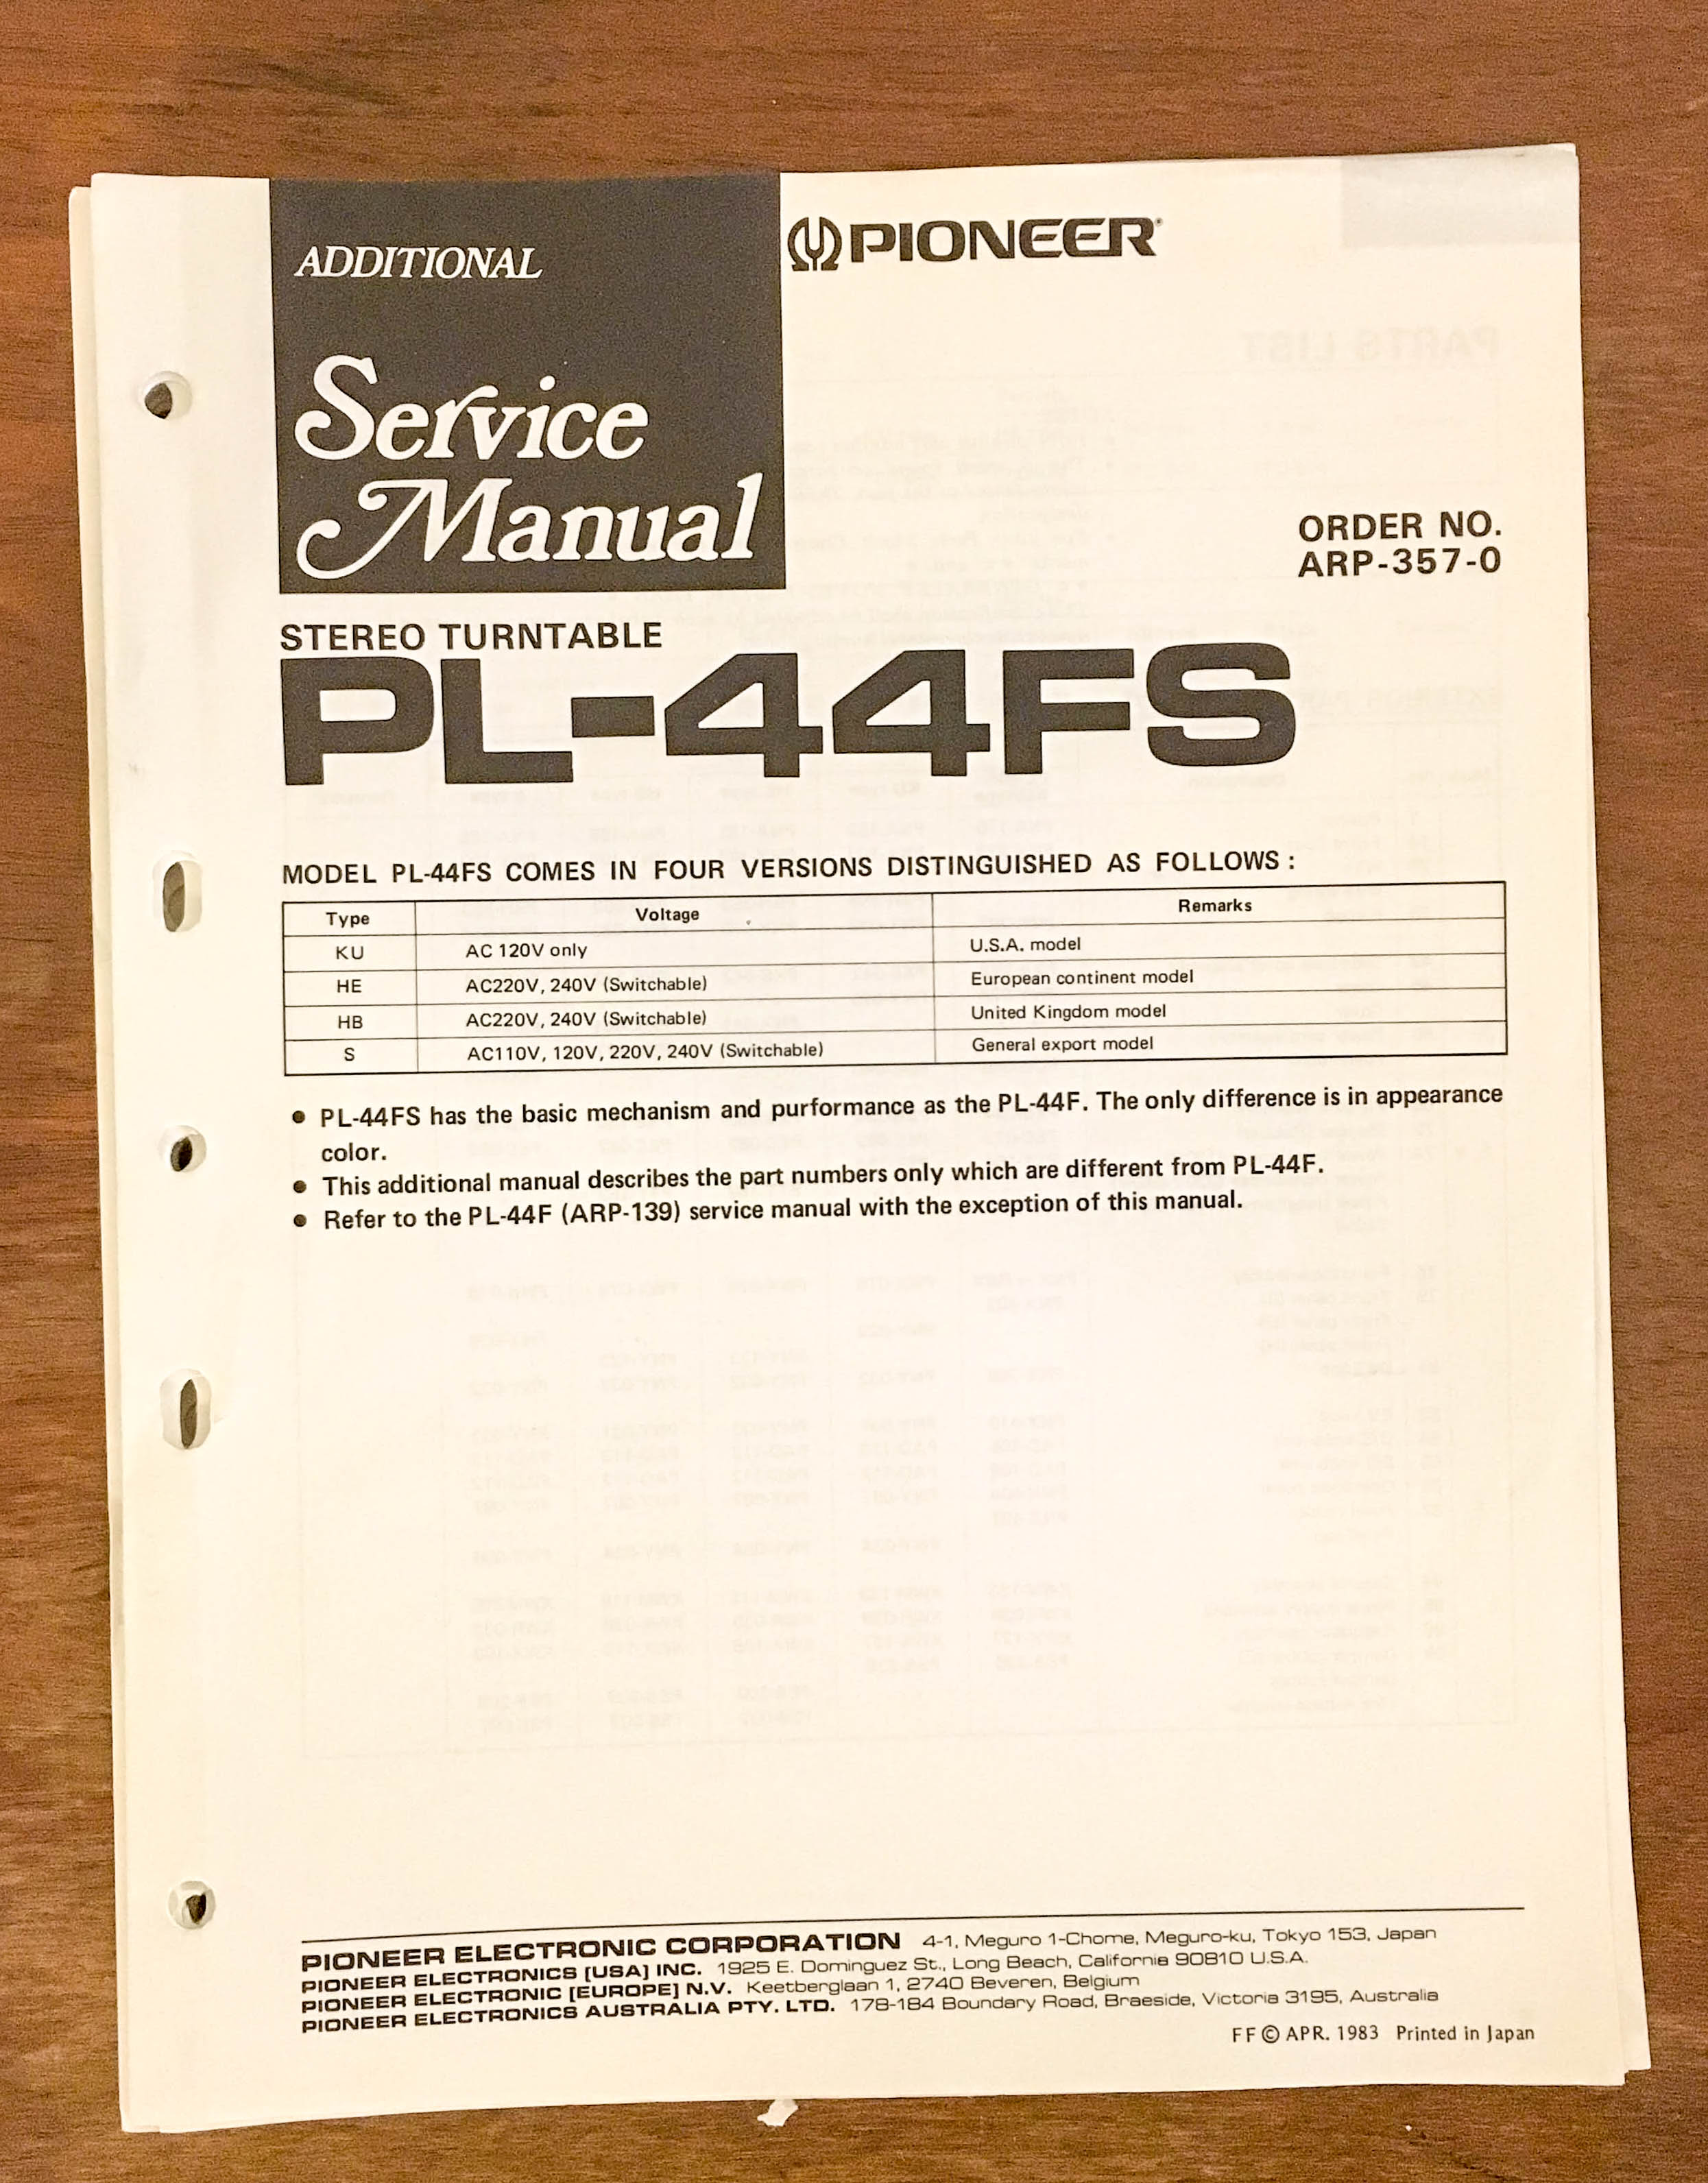 ADDITIONAL
Service
Manual
PIONEER
ORDER NO.
ARP-357-0
STEREO TURNTABLE
PL-44FS
MODEL PL-44FS COMES IN FOUR VERSIONS DISTINGUISHED AS FOLLOWS :
Type Voltage Remarks
KU AC 120V only U.S.A. model
HE AC220V, 240V (Switchable) European continent model
HB AC220V, 240V (Switchable) United Kingdom model
S AC110V, 120V, 220V, 240V (Switchable) General export model
• PL-44FS has the basic mechanism and purformance as the PL-44F. The only difference is in appearance
color.
• This additional manual describes the part numbers only which are different from PL-44F.
• Refer to the PL-44F (ARP-139) service manual with the exception of this manual.
PIONEER ELECTRONIC CORPORATION 4-1, Meguro 1-Chome, Meguro-ku, Tokyo 153, Japan
PIONEER ELECTRONICS [USA] INC. 1925 E. Dominguez St., Long Beach, California 90810 U.S.A.
PIONEER ELECTRONIC [EUROPE] N.V. Keetberglaan 1, 2740 Beveren, Belgium
PIONEER ELECTRONICS AUSTRALIA PTY. LTD. 178-184 Boundary Road, Braeside, Victoria 3195, Australia
FF © APR. 1983 Printed in Japan